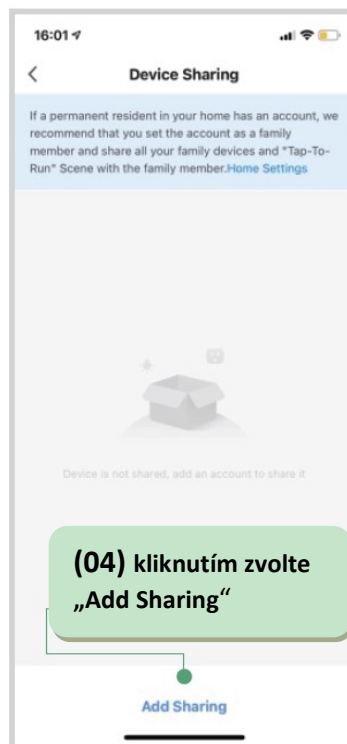 16:01
Device Sharing
If a permanent resident in your home has an account, we
recommend that you set the account as a family
member and share all your family devices and "Tap-To-
Run" Scene with the family member.Home Settings
Device is not shared, add an account to share it
(04) kliknutím zvolte
„Add Sharing“
Add Sharing